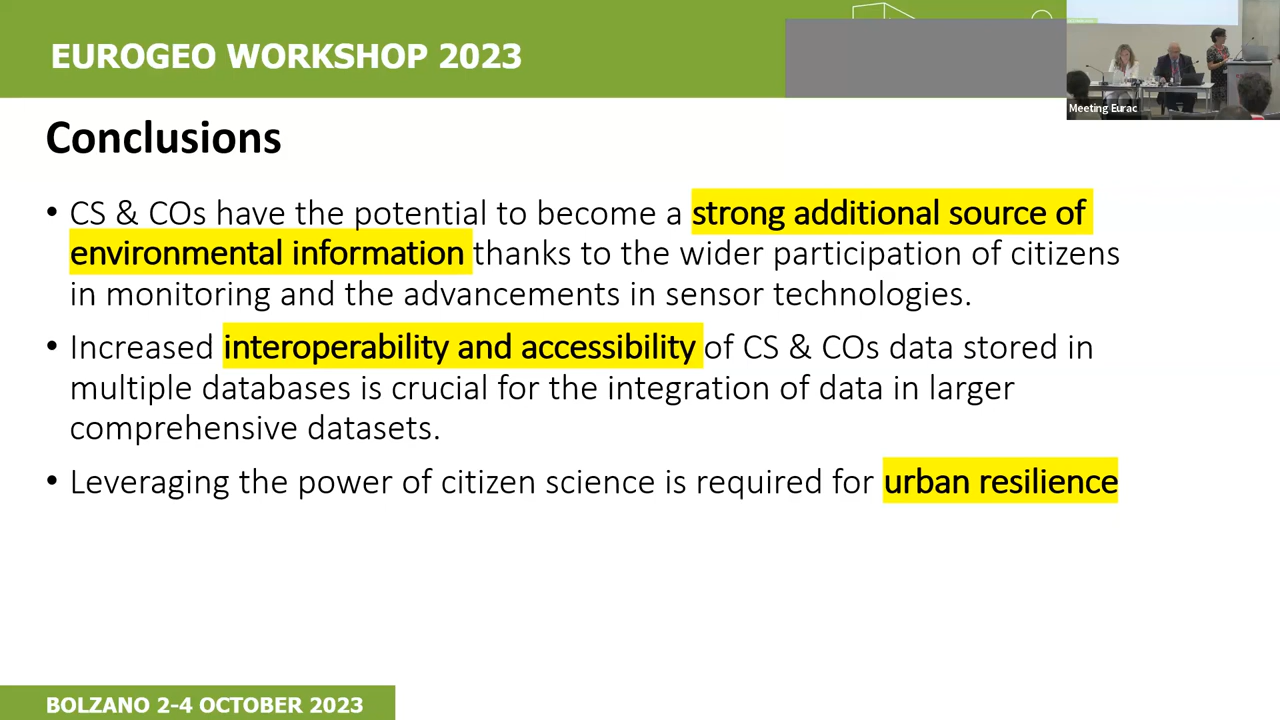 EUROGEO WORKSHOP 2023
Meeting Eurac
Conclusions
• CS & COs have the potential to become a strong additional source of
environmental information thanks to the wider participation of citizens
in monitoring and the advancements in sensor technologies.
• Increased interoperability and accessibility of CS & COs data stored in
multiple databases is crucial for the integration of data in larger
comprehensive datasets.
• Leveraging the power of citizen science is required for urban resilience
BOLZANO 2-4 OCTOBER 2023